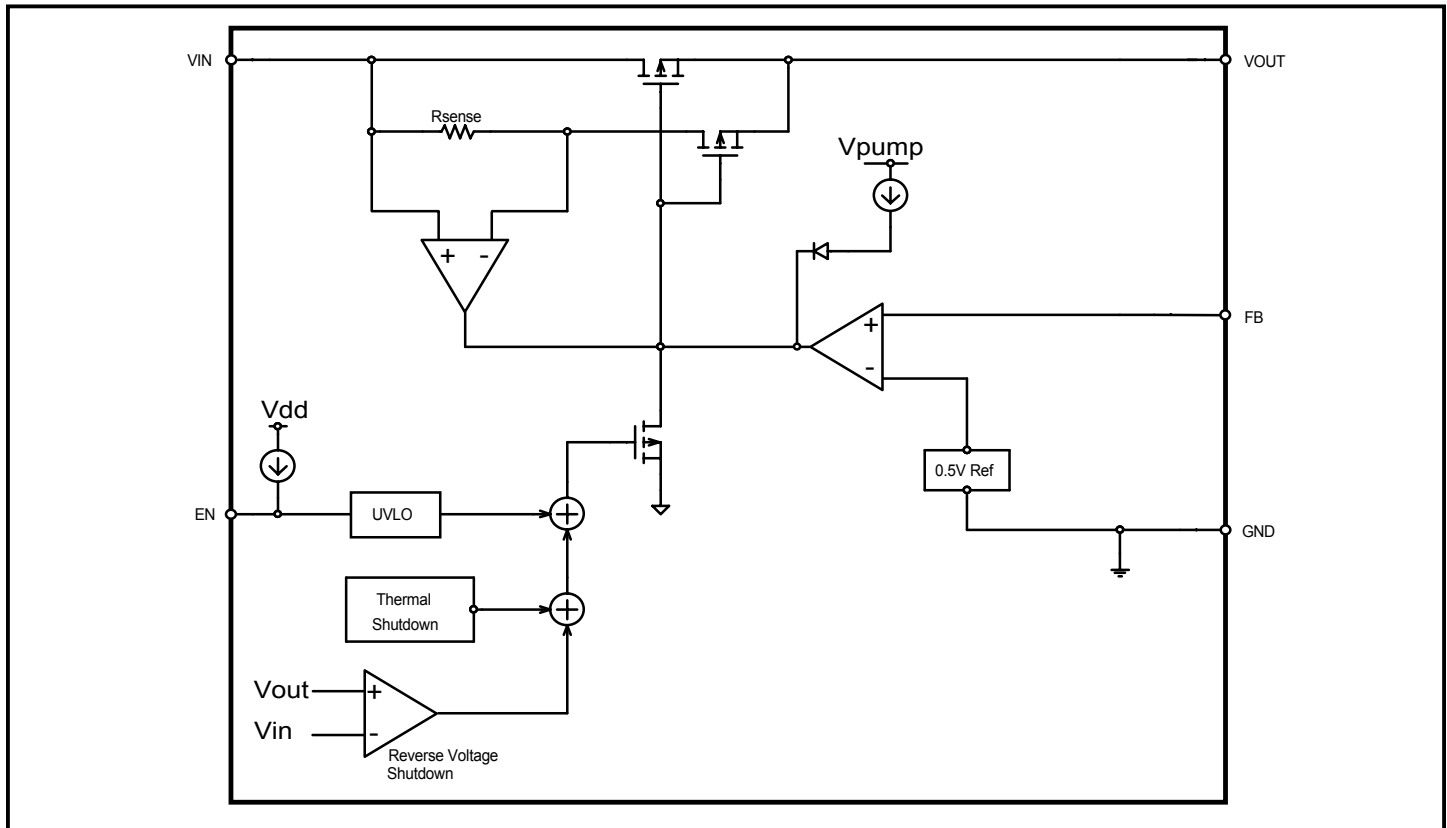 VIN
VOUT
Rsense
Vpump
+ -
+
FB
-
Vdd
0.5V Ref
EN
UVLO
+
GND
Thermal
Shutdown
+
Vout
+
Vin
-
Reverse Voltage
Shutdown